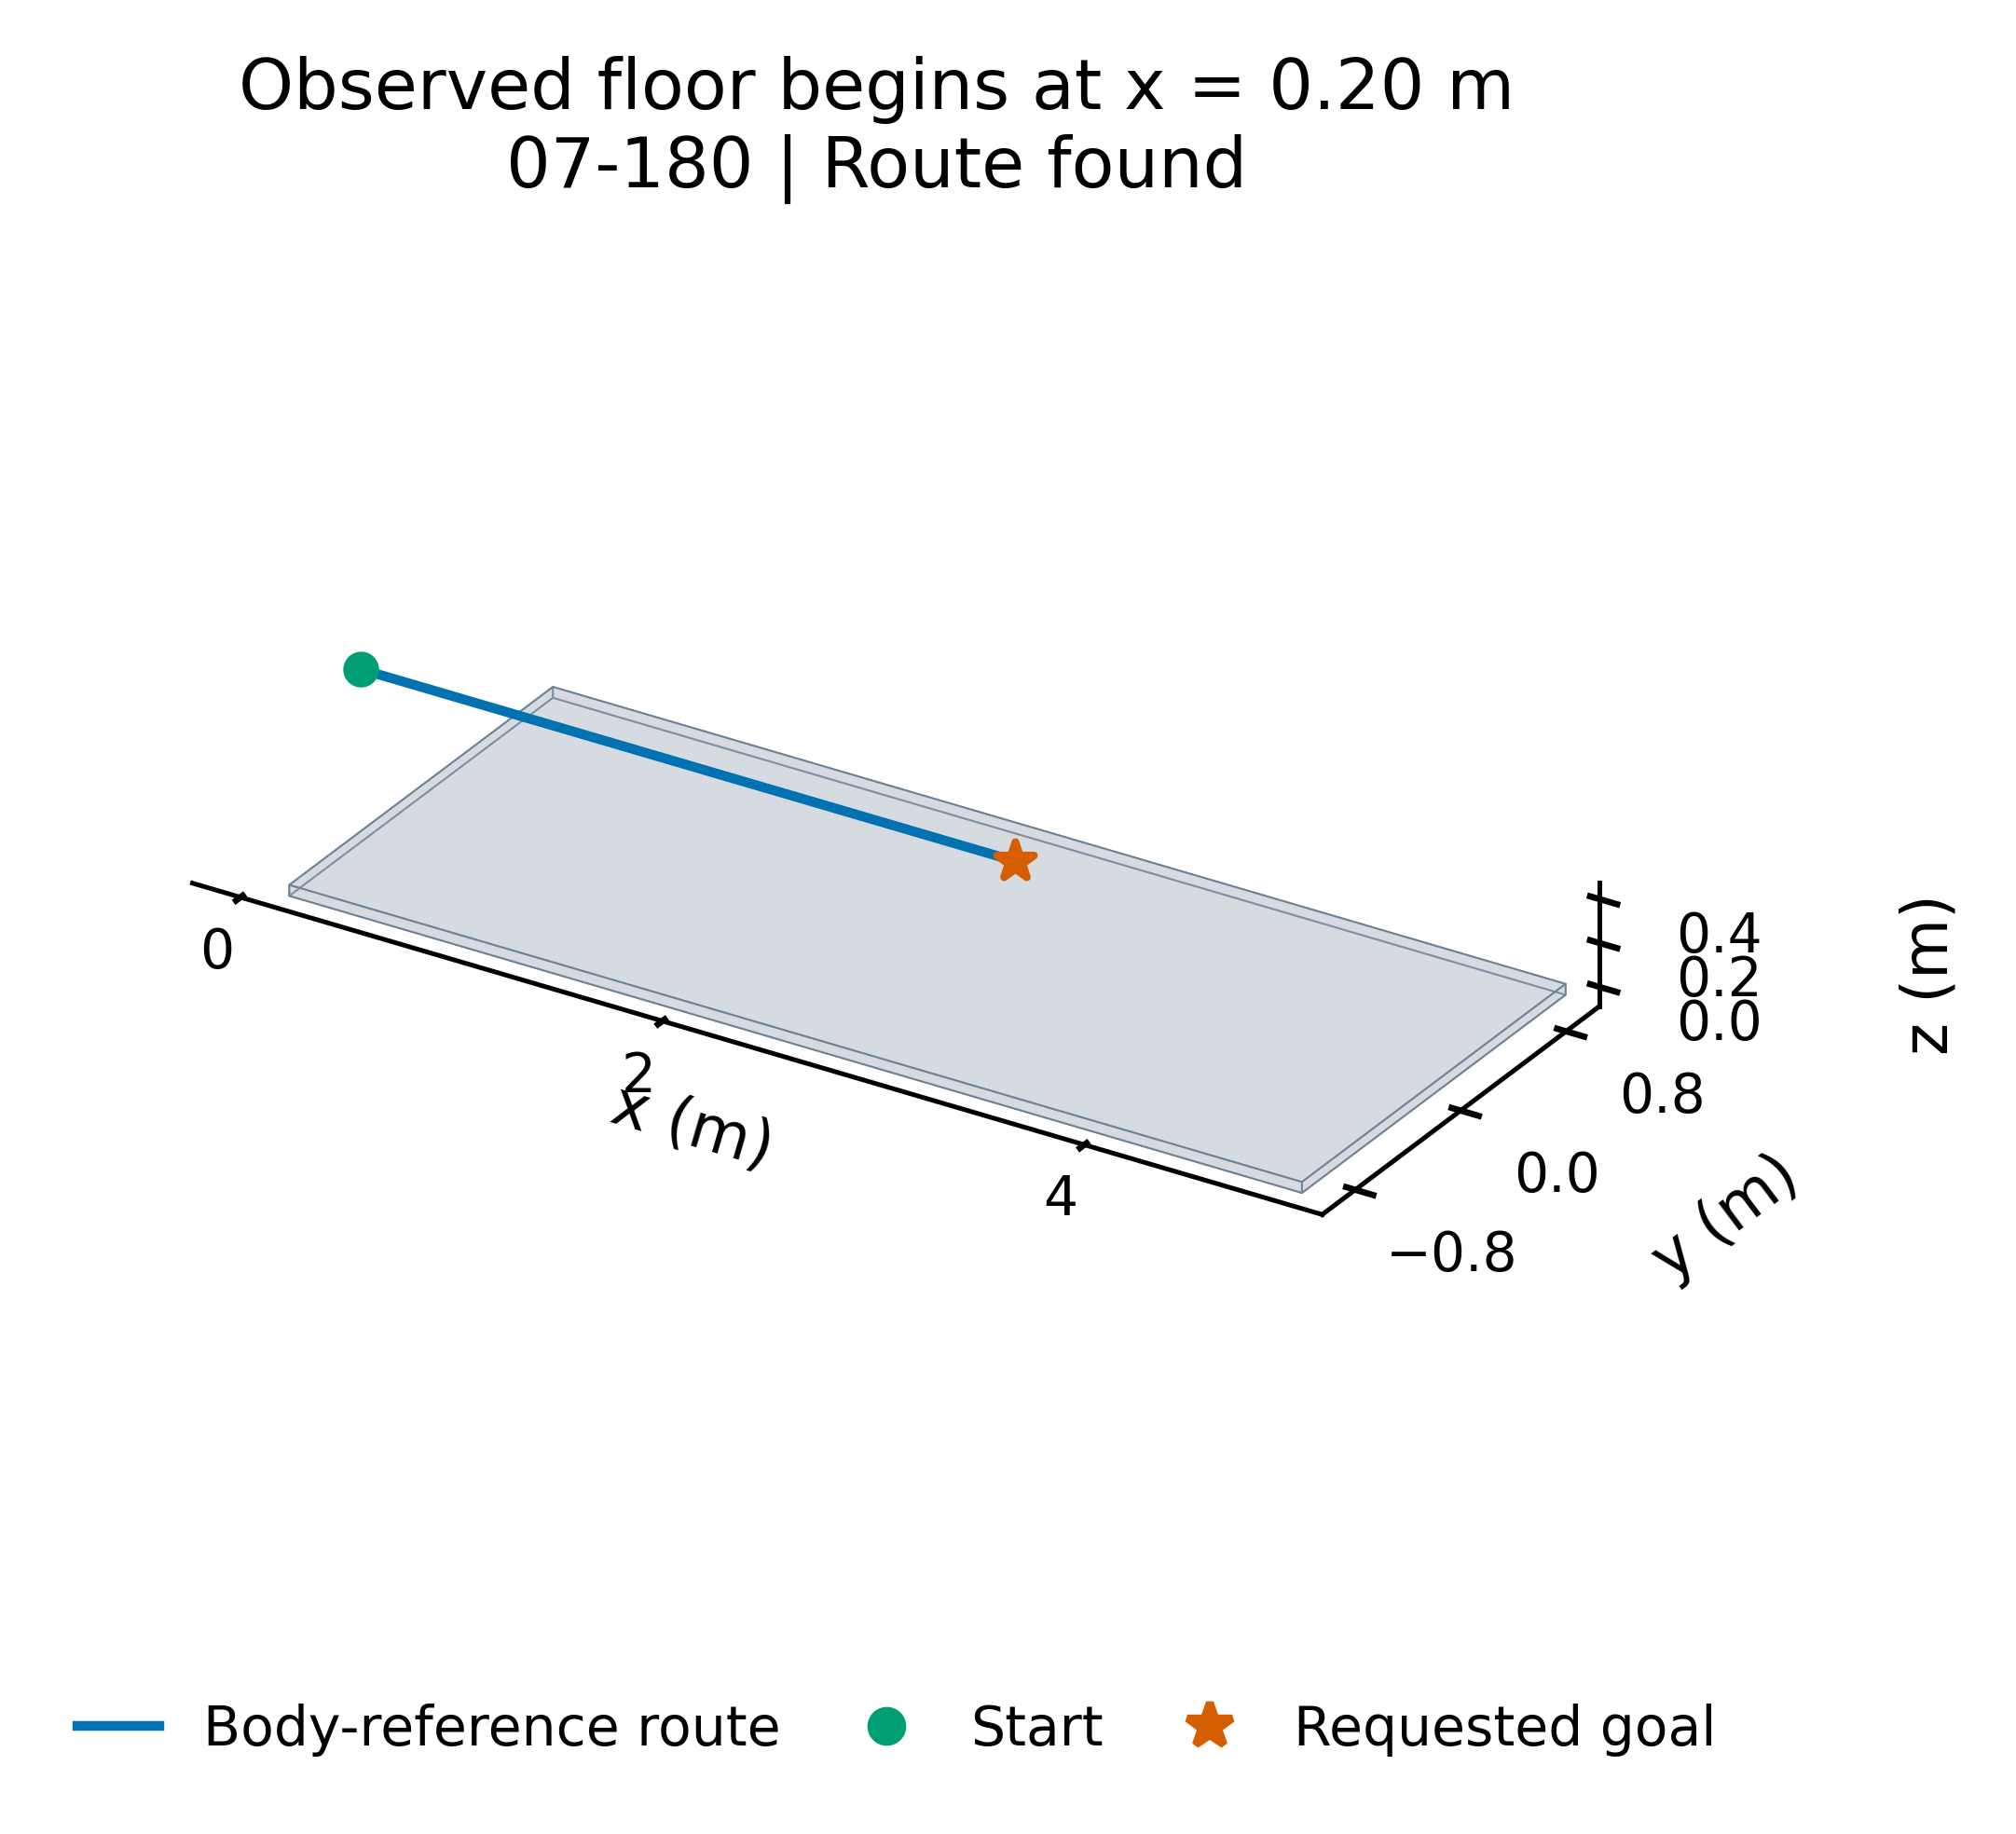 Observed floor begins at x = 0.20 m
07-180 | Route found
0
2
4
x (m)
−0.8
0.0
0.8
y (m)
0.0
0.2
0.4
z (m)
Body-reference route
Start
Requested goal